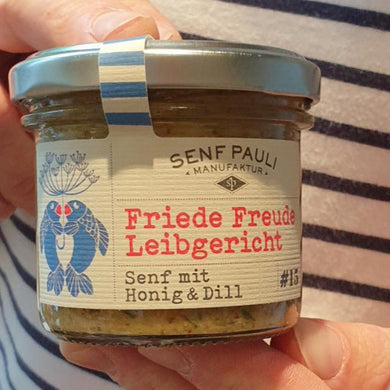 SENF PAULI
MANUFAKTUR
SP
Friede Freude
Leibgericht
Senf mit
Honig & Dill
#15